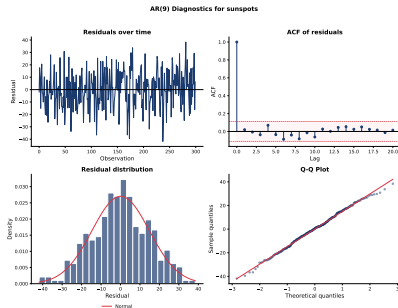 AR(9) Diagnostics for sunspots
Residuals over time
40
30
20
10
0
−10
−20
−30
−40
Residual
0 50 100 150 200 250 300
Observation
ACF of residuals
1.0
0.8
0.6
0.4
0.2
0.0
ACF
0.0 2.5 5.0 7.5 10.0 12.5 15.0 17.5 20.0
Lag
Residual distribution
0.030
0.025
0.020
0.015
0.010
0.005
0.000
Density
−40 −30 −20 −10 0 10 20 30 40
Residual
Normal
Q-Q Plot
40
20
0
−20
−40
Sample quantiles
−3 −2 −1 0 1 2 3
Theoretical quantiles